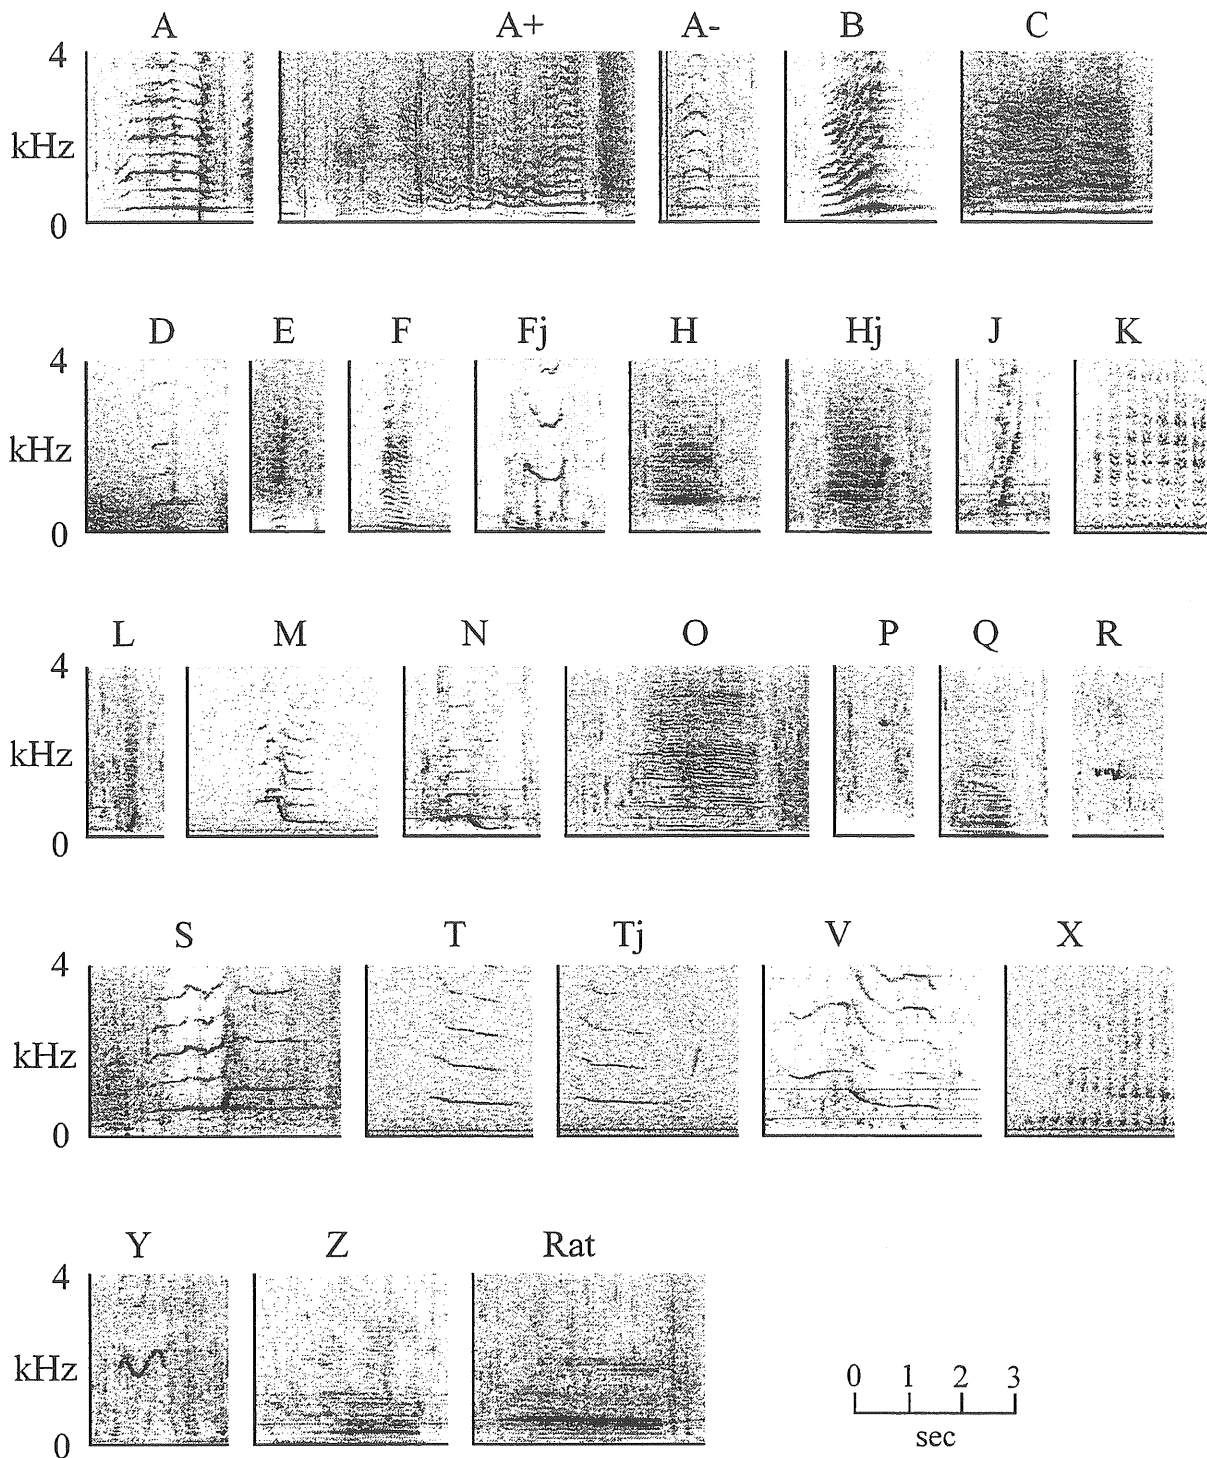 A A+ A- B C
4
kHz
0
D E F Fj H Hj J K
4
kHz
0
L M N O P Q R
4
kHz
0
S T Tj V X
4
kHz
0
Y Z Rat
4
kHz
0
0 1 2 3
sec